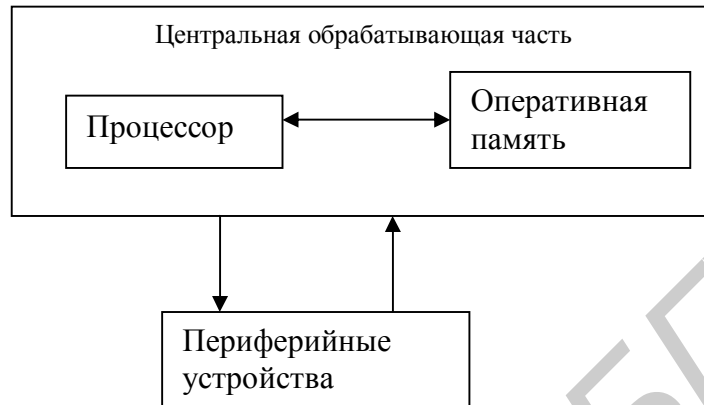 Центральная обрабатывающая часть
Процессор
Оперативная
память
Периферийные
устройства